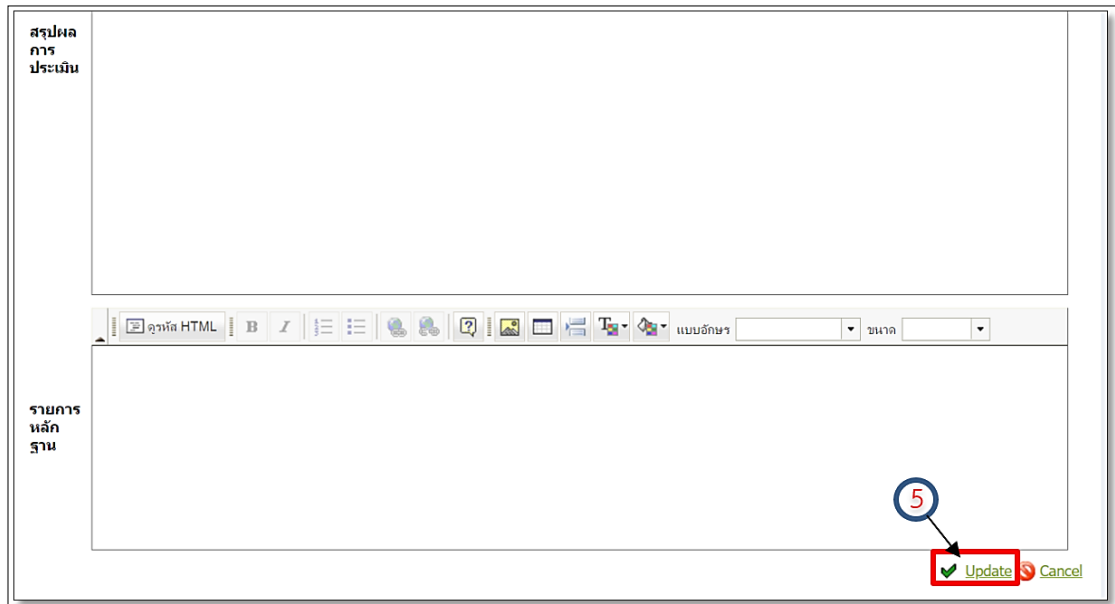 สรุปผล
การ
ประเมิน
ดูรหัส HTML B I แบบอักษร ขนาด
รายการ
หลัก
ฐาน
5
Update Cancel